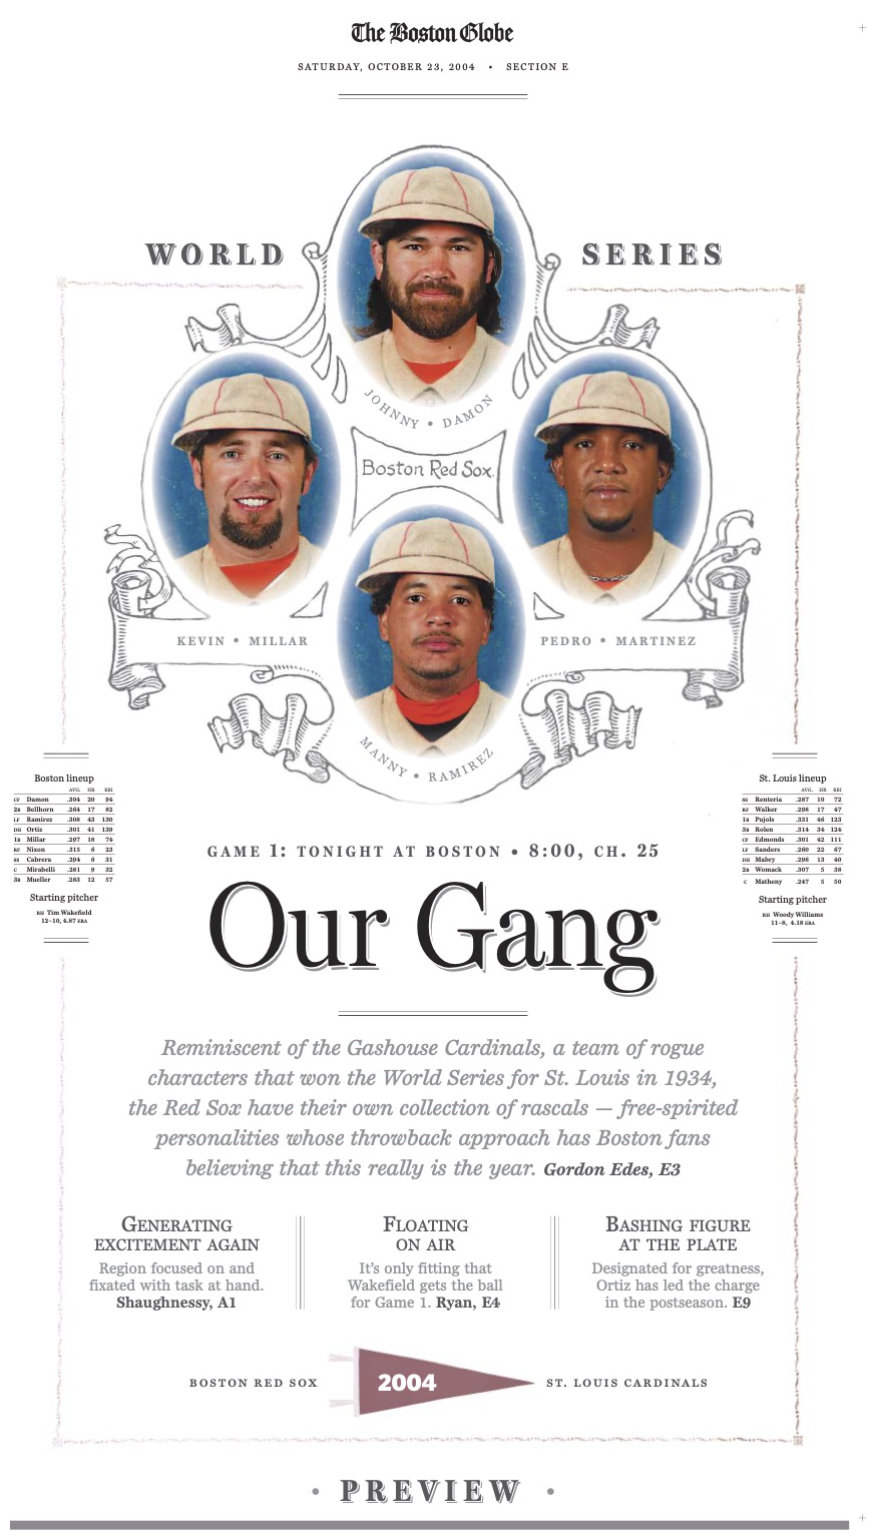 The Boston Globe
SATURDAY, OCTOBER 23, 2004 • SECTION E
WORLD SERIES
JOHNNY • DAMON
Boston Red Sox.
KEVIN • MILLAR
PEDRO • MARTINEZ
MANNY • RAMIREZ
Boston lineup
AVG. HR RBI
CF Damon .304 20 94
2B Bellhorn .264 17 82
LF Ramirez .308 43 130
DH Ortiz .301 41 139
1B Millar .297 18 74
RF Nixon .315 6 23
SS Cabrera .294 6 31
C Mirabelli .281 9 32
3B Mueller .283 12 57
Starting pitcher
RH Tim Wakefield
12–10, 4.87 ERA
St. Louis lineup
AVG. HR RBI
SS Renteria .287 10 72
RF Walker .298 17 47
1B Pujols .331 46 123
3B Rolen .314 34 124
CF Edmonds .301 42 111
LF Sanders .260 22 67
DH Mabry .296 13 40
2B Womack .307 5 38
C Matheny .247 5 50
Starting pitcher
RH Woody Williams
11–8, 4.18 ERA
GAME 1: TONIGHT AT BOSTON • 8:00, CH. 25
Our Gang
Reminiscent of the Gashouse Cardinals, a team of rogue
characters that won the World Series for St. Louis in 1934,
the Red Sox have their own collection of rascals — free-spirited
personalities whose throwback approach has Boston fans
believing that this really is the year. Gordon Edes, E3
GENERATING
EXCITEMENT AGAIN
Region focused on and
fixated with task at hand.
Shaughnessy, A1
FLOATING
ON AIR
It's only fitting that
Wakefield gets the ball
for Game 1. Ryan, E4
BASHING FIGURE
AT THE PLATE
Designated for greatness,
Ortiz has led the charge
in the postseason. E9
BOSTON RED SOX 2004 ST. LOUIS CARDINALS
• PREVIEW •